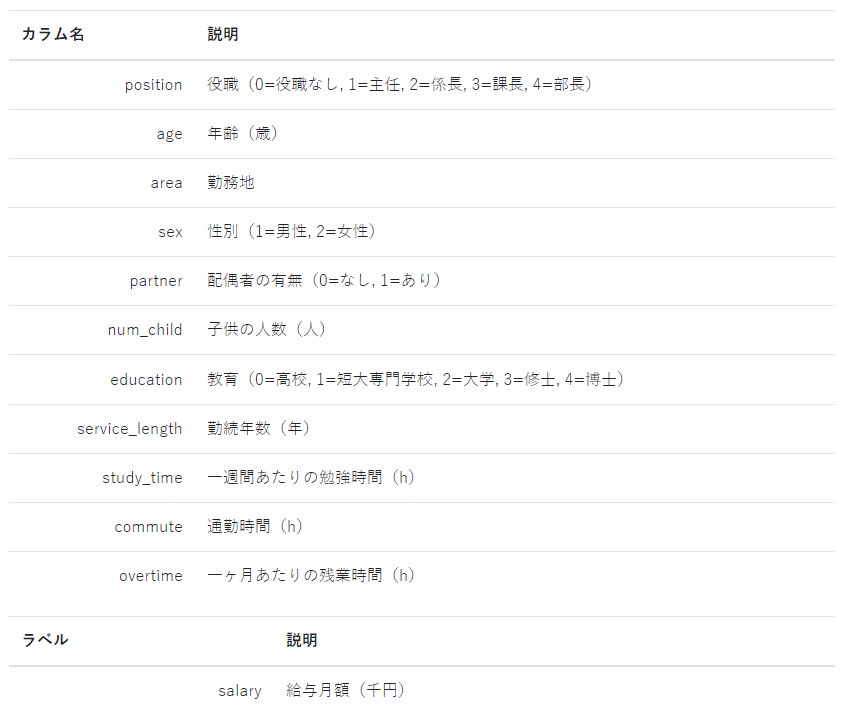 カラム名 説明
position 役職（0=役職なし, 1=主任, 2=係長, 3=課長, 4=部長）
age 年齢（歳）
area 勤務地
sex 性別（1=男性, 2=女性）
partner 配偶者の有無（0=なし, 1=あり）
num_child 子供の人数（人）
education 教育（0=高校, 1=短大専門学校, 2=大学, 3=修士, 4=博士）
service_length 勤続年数（年）
study_time 一週間あたりの勉強時間（h）
commute 通勤時間（h）
overtime 一ヶ月あたりの残業時間（h）
ラベル 説明
salary 給与月額（千円）